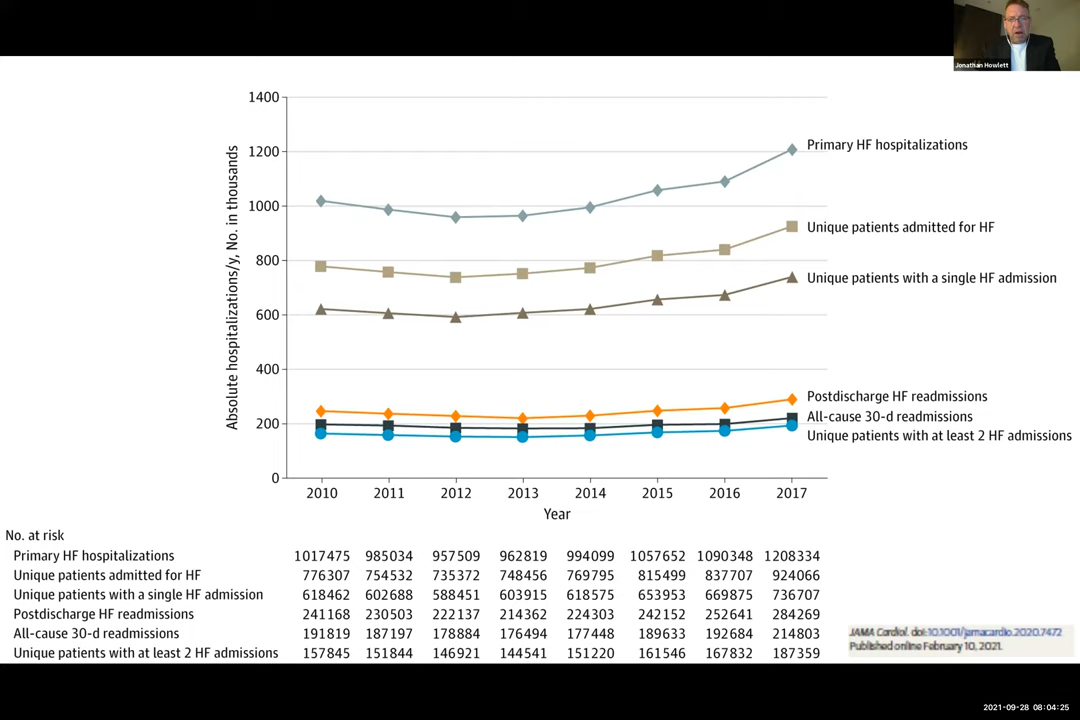 Jonathan Howlett
1400
1200
1000
800
600
400
200
0
Absolute hospitalizations/y, No. in thousands
Primary HF hospitalizations
Unique patients admitted for HF
Unique patients with a single HF admission
Postdischarge HF readmissions
All-cause 30-d readmissions
Unique patients with at least 2 HF admissions
2010 2011 2012 2013 2014 2015 2016 2017
Year
No. at risk
Primary HF hospitalizations 1017475 985034 957509 962819 994099 1057652 1090348 1208334
Unique patients admitted for HF 776307 754532 735372 748456 769795 815499 837707 924066
Unique patients with a single HF admission 618462 602688 588451 603915 618575 653953 669875 736707
Postdischarge HF readmissions 241168 230503 222137 214362 224303 242152 252641 284269
All-cause 30-d readmissions 191819 187197 178884 176494 177448 189633 192684 214803
Unique patients with at least 2 HF admissions 157845 151844 146921 144541 151220 161546 167832 187359
JAMA Cardiol. doi:10.1001/jamacardio.2020.7472
Published online February 10, 2021.
2021-09-28 08:04:25